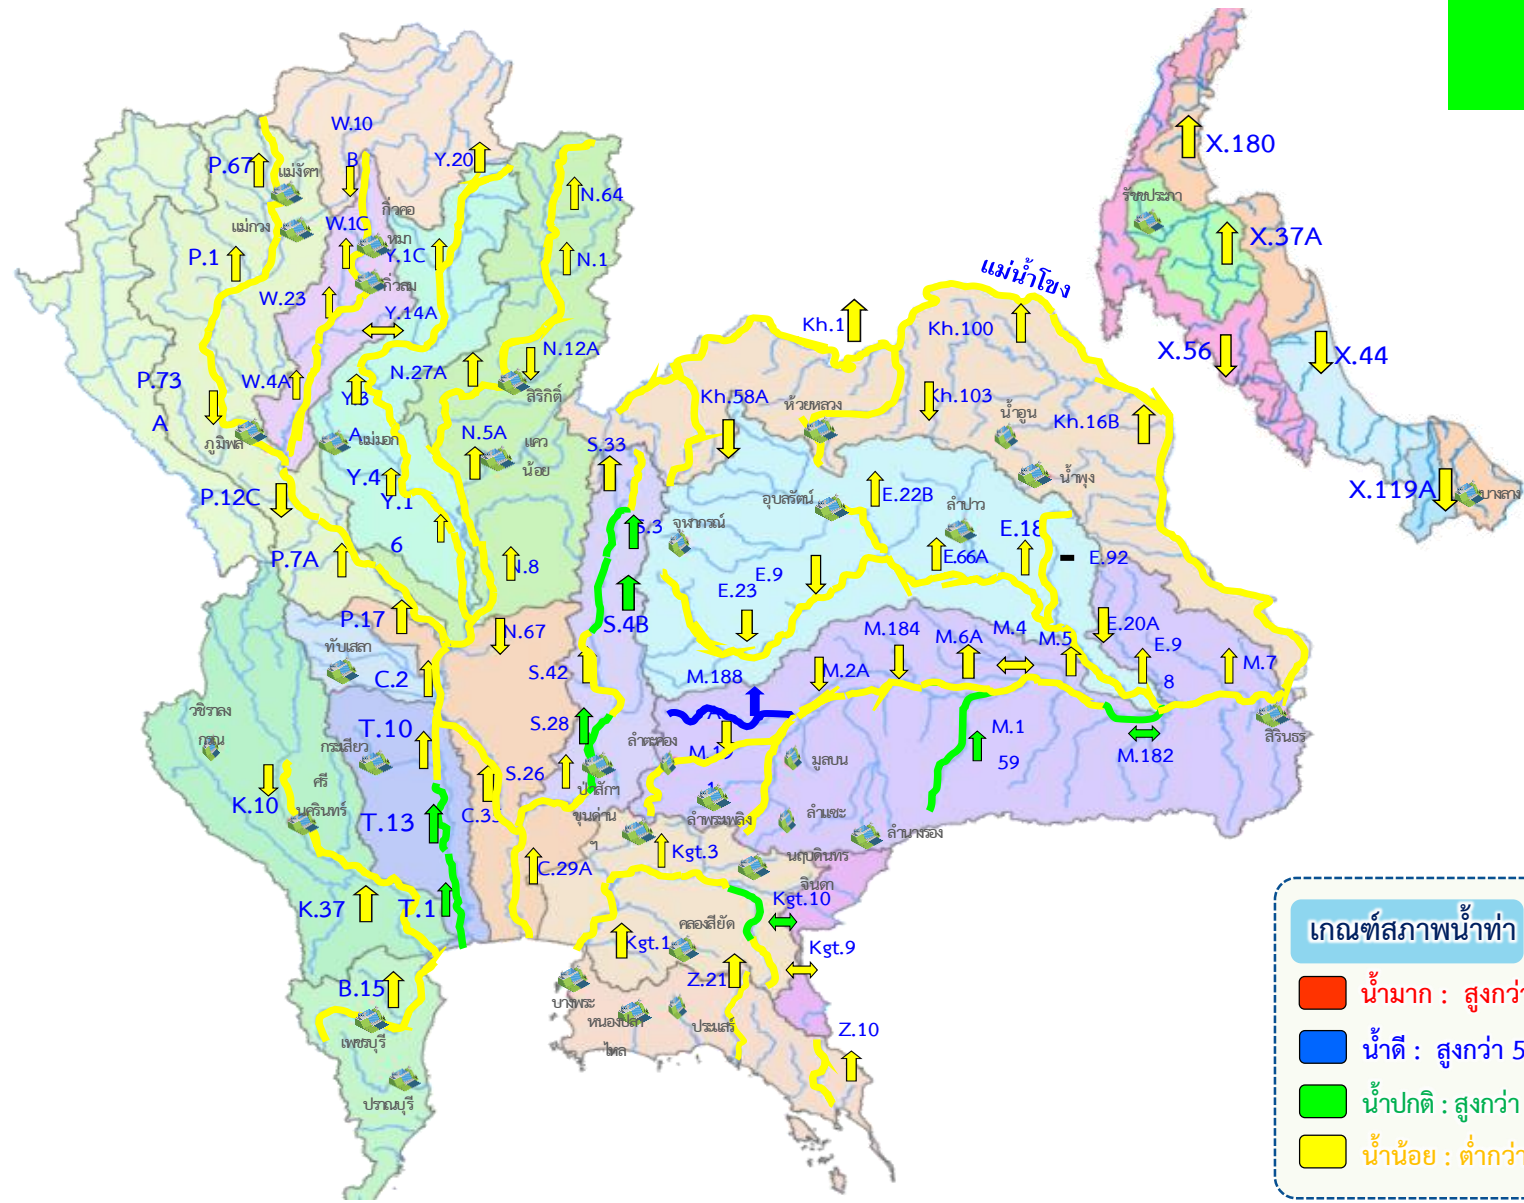 W.10
B
Y.20
P.67
แม่งัดฯ
N.64
กิ่วคอ
หมา
แม่กวง
W.1C
Y.1C
P.1
N.1
กิ่วลม
W.23
Y.14A
N.12A
P.73
A
W.4A
N.27A
สิริกิติ์
Y.3
A
ภูมิพล
แม่มอก
N.5A
แคว
น้อย
P.12C
Y.4
Y.1
6
P.7A
N.8
P.17
N.67
ทับเสลา
C.2
วชิราลง
กรณ
T.10
กระเสียว
ศรี
นครินทร์
K.10
T.13
C.35
C.29A
K.37
T.1
B.15
เพชรบุรี
ปราณบุรี
แม่น้ำโขง
Kh.1
Kh.100
Kh.58A
ห้วยหลวง
Kh.103
น้ำอูน
Kh.16B
น้ำพุง
S.33
S.3
จุฬาภรณ์
อุบลรัตน์
E.22B
ลำปาว
E.18
E.66A
E.92
E.9
E.23
S.4B
M.184
M.6A
M.4
M.5
E.20A
E.9
8
M.7
S.42
M.188
A
M.2A
S.28
ลำตะคอง
M.1
59
M.182
สิรินธร
มูลบน
S.26
ป่าสักฯ
ขุนด่าน
ฯ
ลำพระเพลิง
ลำแชะ
ลำนางรอง
Kgt.3
นฤบดินทร
จินดา
Kgt.10
คลองสียัด
Kgt.1
Kgt.9
Z.21
บางพระ
หนองปลา
ไหล
ประแสร์
Z.10
X.180
รัชชประภา
X.37A
X.56
X.44
X.119A
บางลาง
เกณฑ์สภาพน้ำท่า
น้ำมาก : สูงกว่า
น้ำดี : สูงกว่า 5
น้ำปกติ : สูงกว่า
น้ำน้อย : ต่ำกว่า